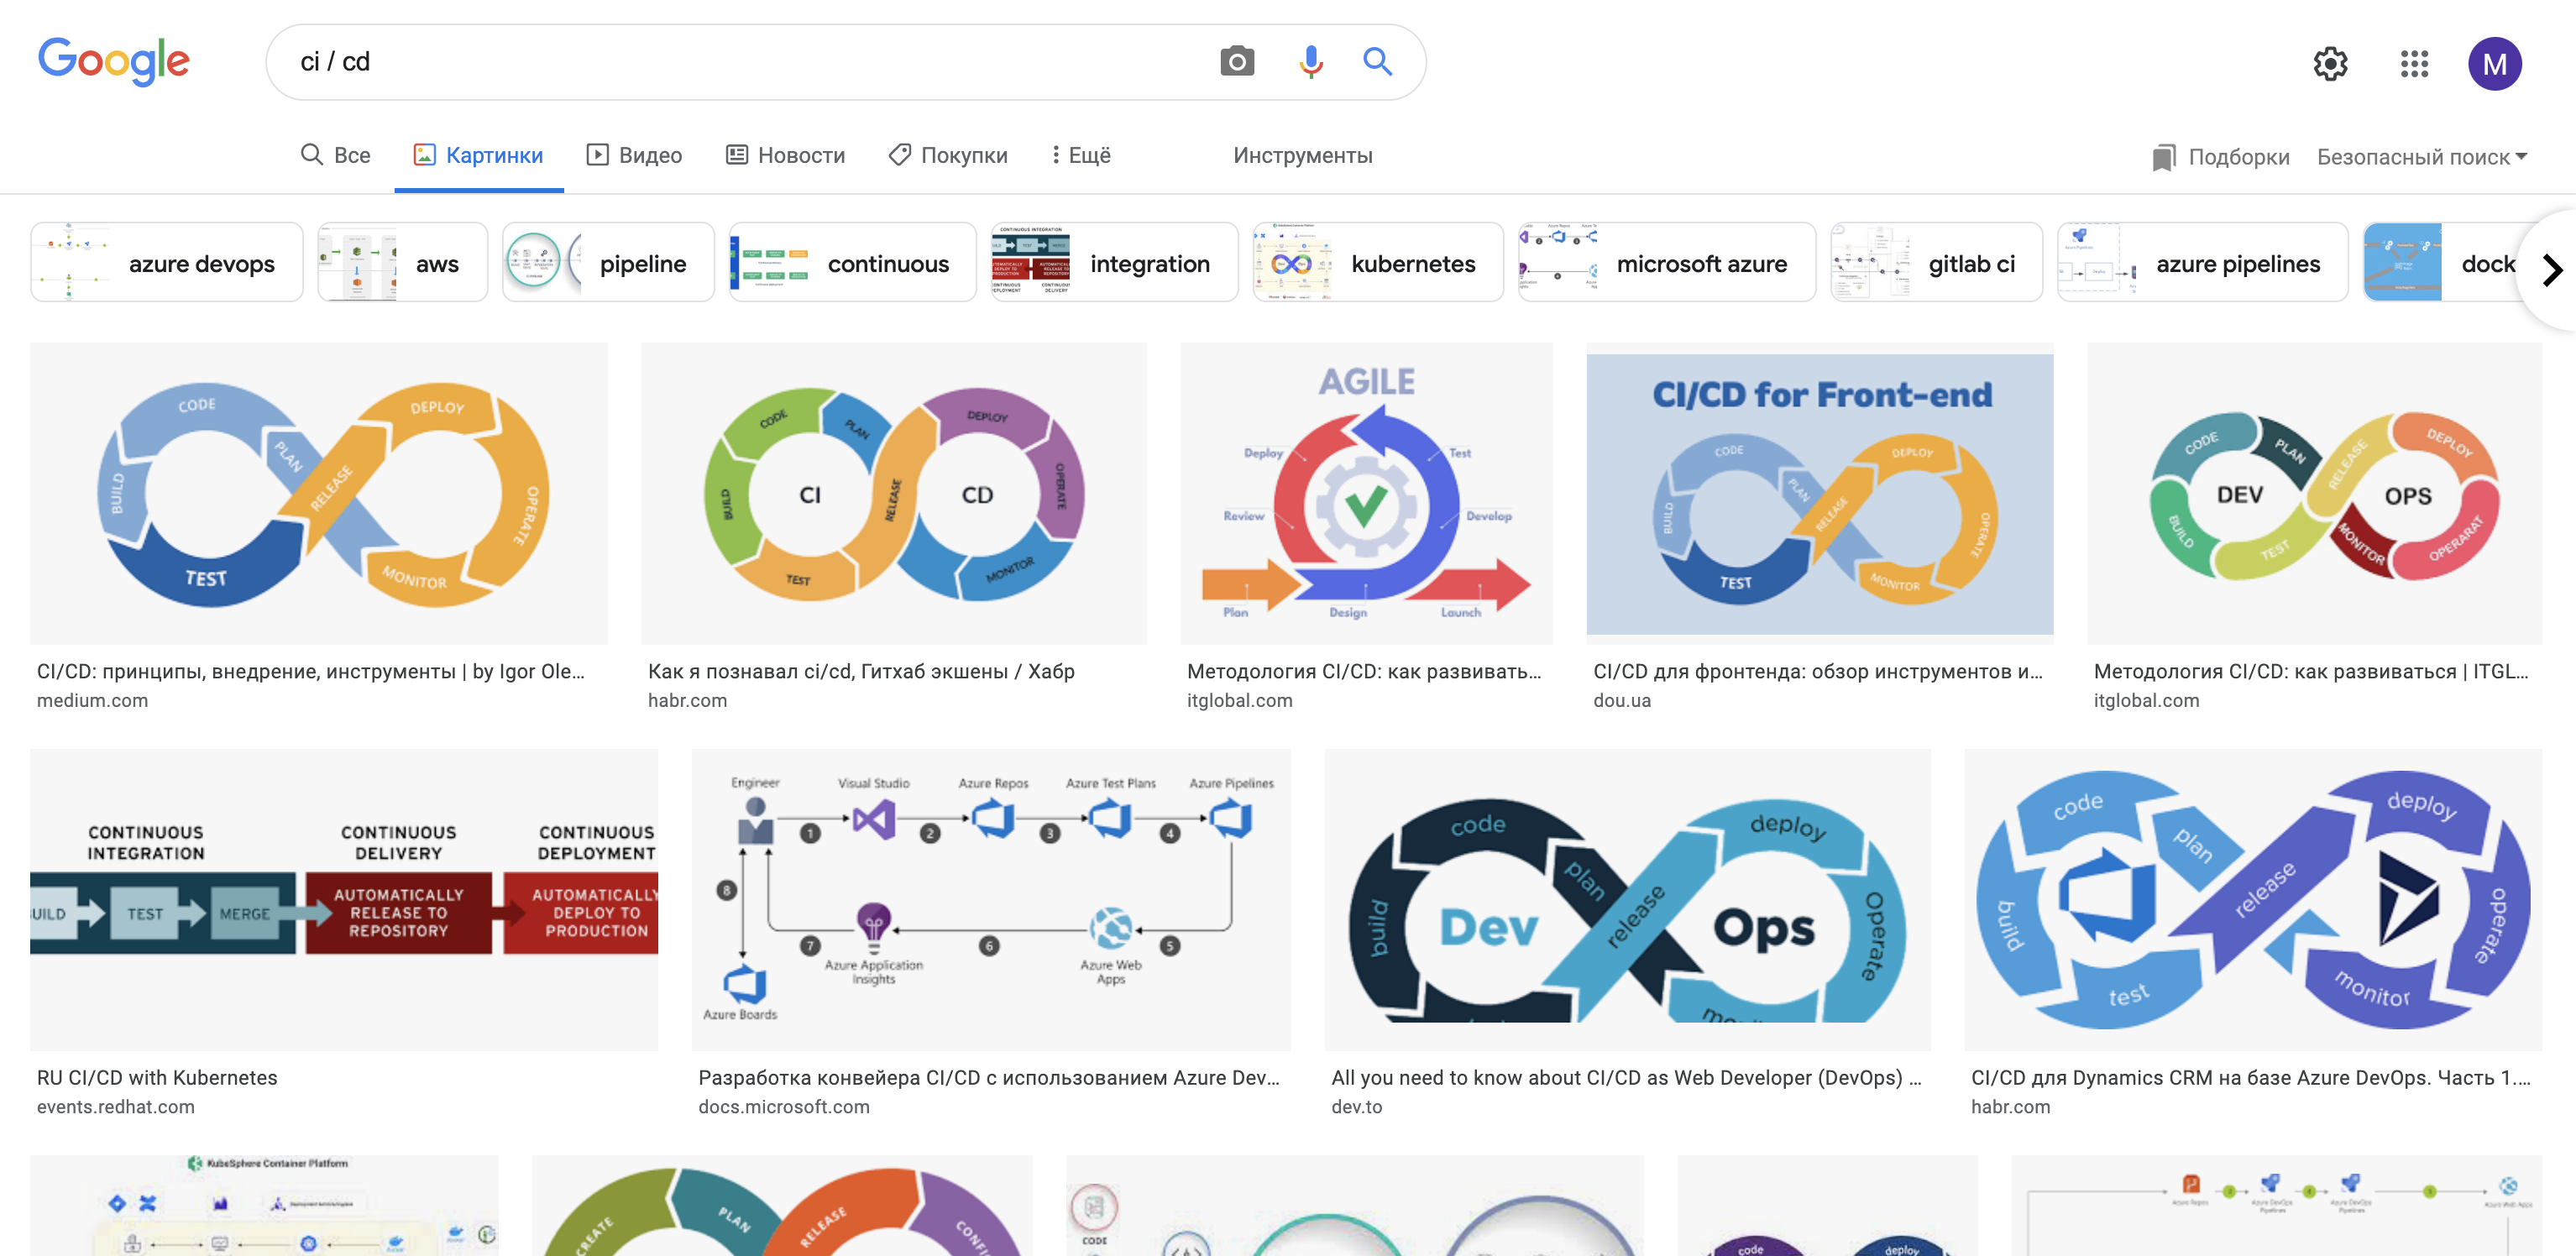 Google
ci / cd
M
Все
Картинки
Видео
Новости
Покупки
Ещё
Инструменты
Подборки
Безопасный поиск
azure devops
aws
pipeline
continuous
integration
kubernetes
microsoft azure
gitlab ci
azure pipelines
dock
CODE
DEPLOY
PLAN
BUILD
RELEASE
OPERATE
TEST
MONITOR
CODE
PLAN
DEPLOY
CI
CD
BUILD
RELEASE
OPERATE
TEST
MONITOR
AGILE
Deploy
Test
Review
Develop
Plan
Design
Launch
CI/CD for Front-end
CODE
DEPLOY
PLAN
BUILD
RELEASE
OPERATE
TEST
MONITOR
CODE
PLAN
RELEASE
DEPLOY
DEV
OPS
BUILD
TEST
MONITOR
OPERARAT
CI/CD: принципы, внедрение, инструменты | by Igor Ole...
medium.com
Как я познавал ci/cd, Гитхаб экшены / Хабр
habr.com
Методология CI/CD: как развивать...
itglobal.com
CI/CD для фронтенда: обзор инструментов и...
dou.ua
Методология CI/CD: как развиваться | ITGL...
itglobal.com
CONTINUOUS
INTEGRATION
CONTINUOUS
DELIVERY
CONTINUOUS
DEPLOYMENT
UILD
TEST
MERGE
AUTOMATICALLY
RELEASE TO
REPOSITORY
AUTOMATICALLY
DEPLOY TO
PRODUCTION
Engineer
Visual Studio
Azure Repos
Azure Test Plans
Azure Pipelines
1
2
3
4
8
7
6
5
Azure Application
Insights
Azure Web
Apps
Azure Boards
code
deploy
plan
build
Dev
release
Ops
Operate
code
deploy
plan
build
release
operate
test
monitor
RU CI/CD with Kubernetes
events.redhat.com
Разработка конвейера CI/CD с использованием Azure Dev...
docs.microsoft.com
All you need to know about CI/CD as Web Developer (DevOps) ...
dev.to
CI/CD для Dynamics CRM на базе Azure DevOps. Часть 1....
habr.com
KubeSphere Container Platform
CREATE
PLAN
RELEASE
CONFIG
CODE
code
deploy
Azure Repos
Azure DevOps
Pipelines
Azure DevOps
Pipelines
Azure Web Apps